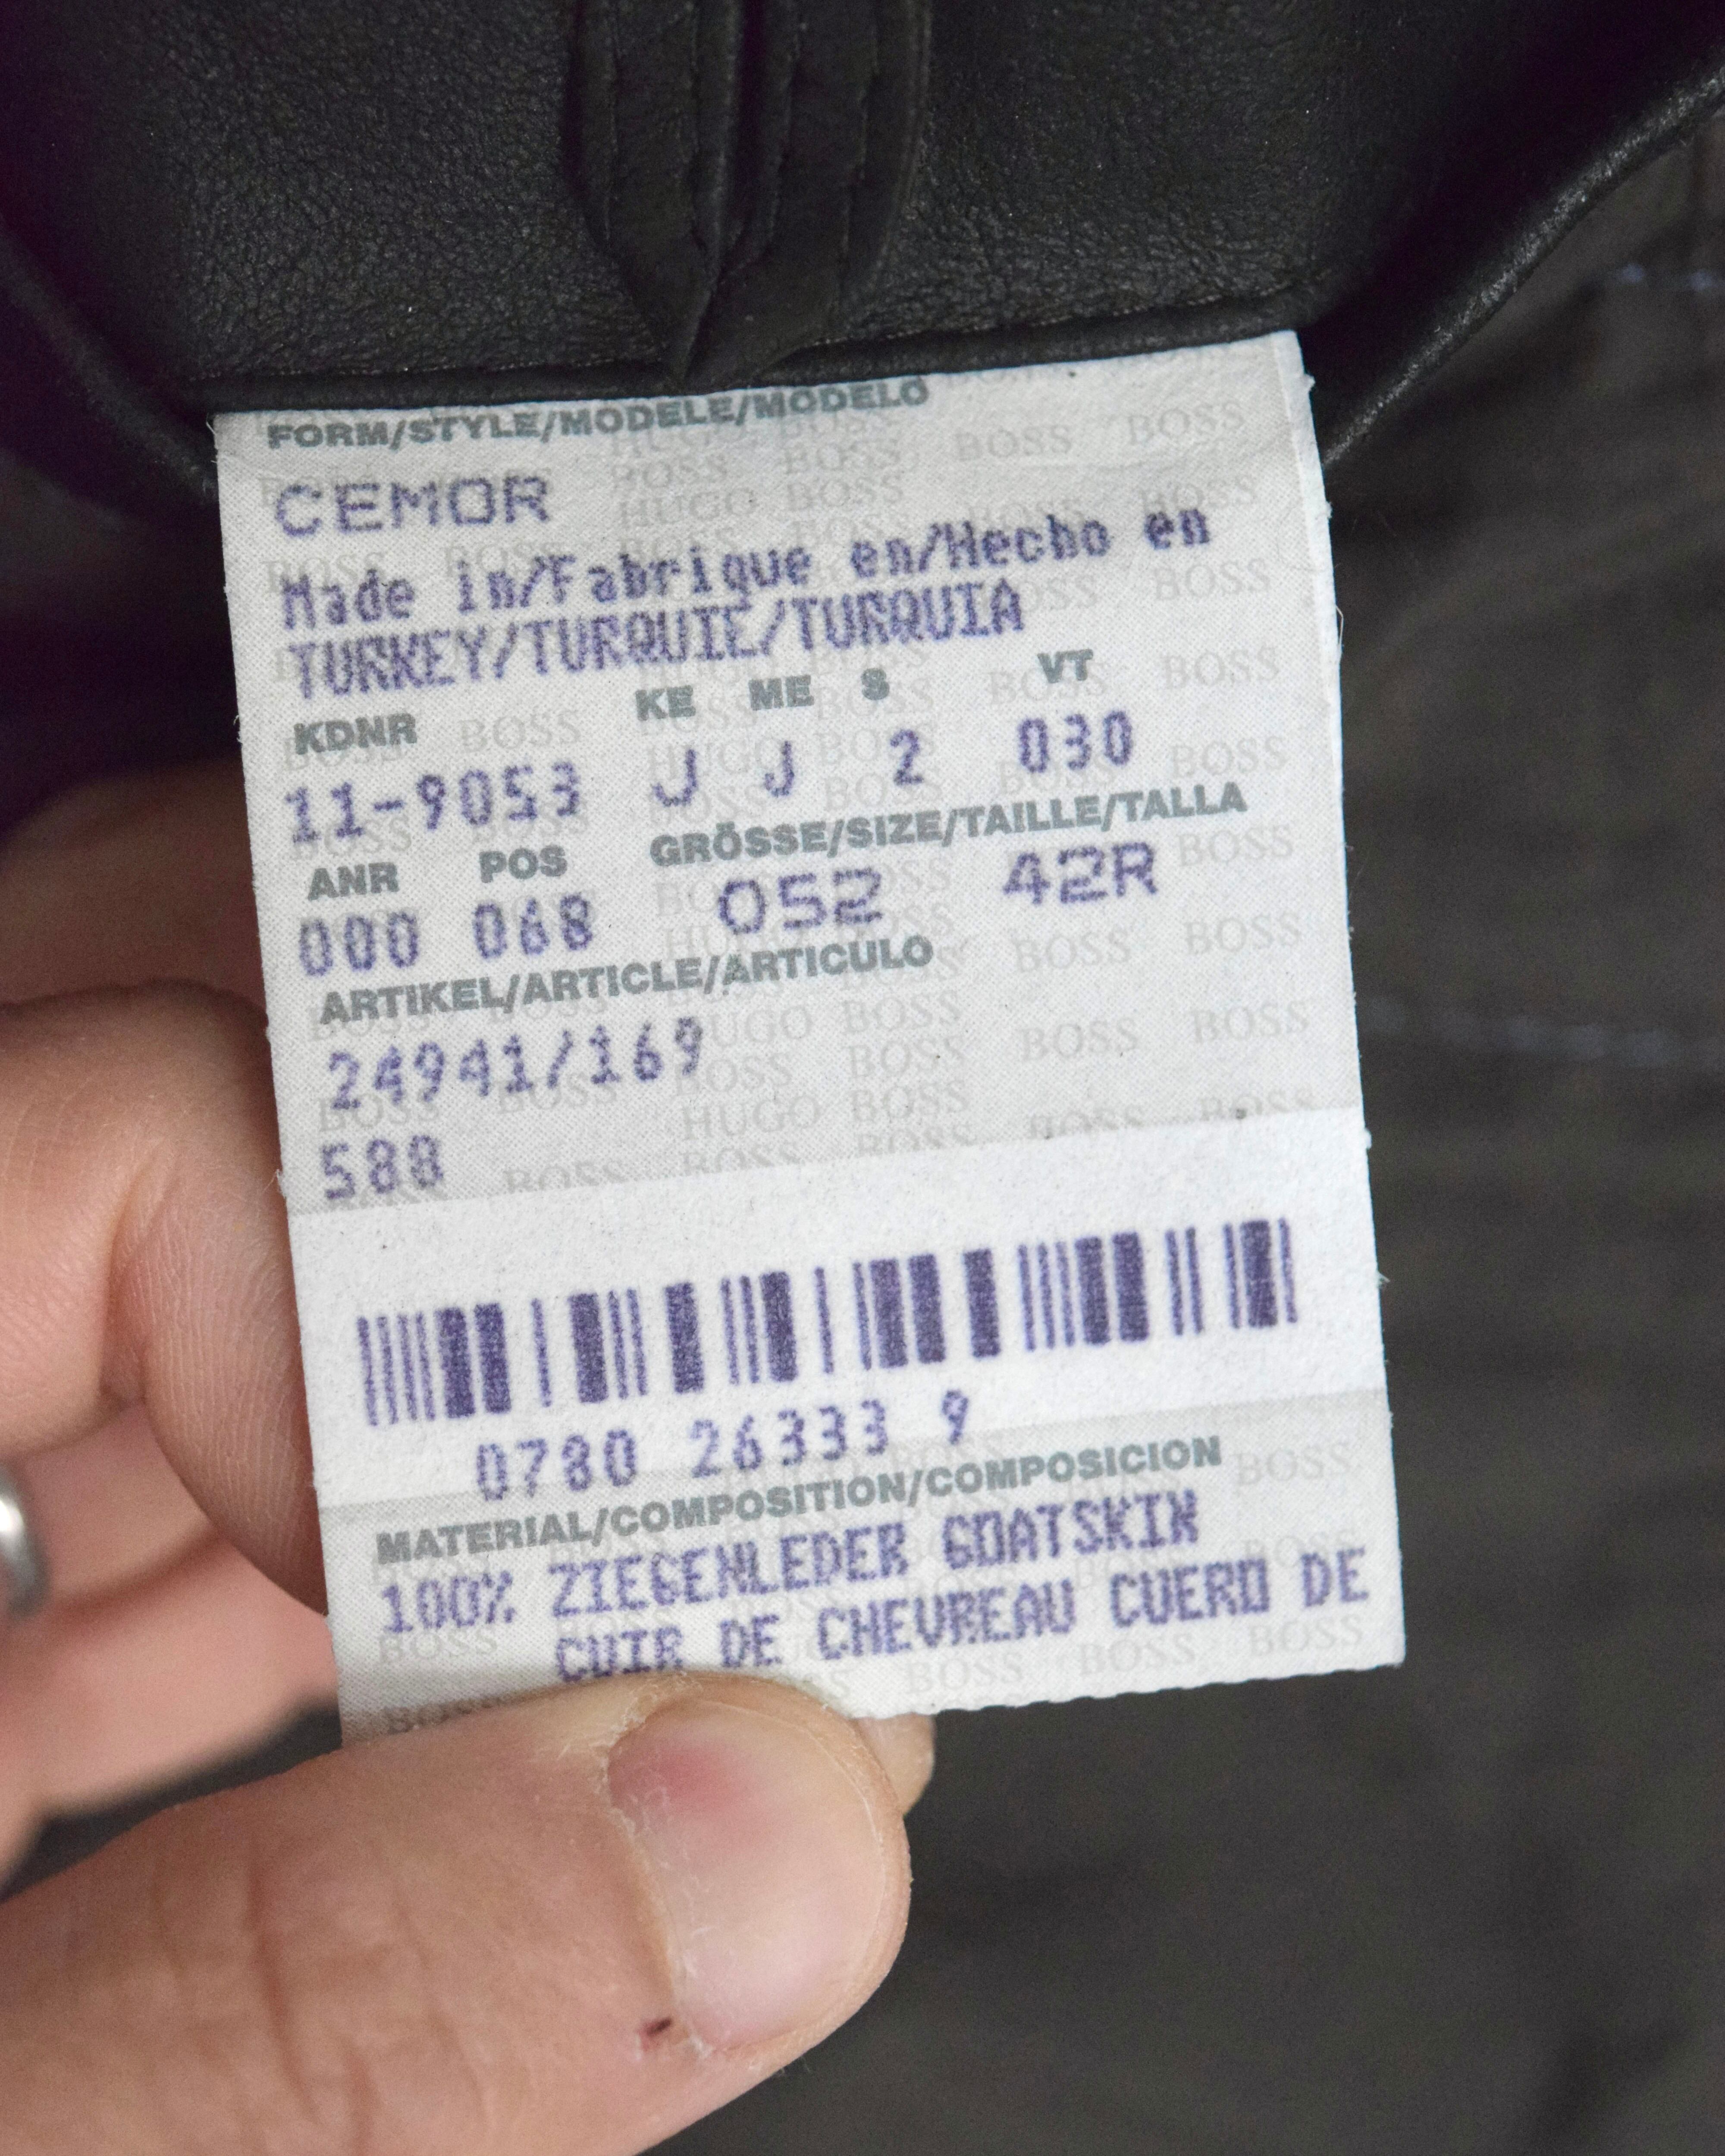 FORM/STYLE/MODELE/MODELO
CEMOR
Made in/Fabrique en/Hecho en
TURKEY/TURQUIE/TURQUIA
KDNR KE ME S VT
11-9053 J J 2 030
ANR POS GRÖSSE/SIZE/TAILLE/TALLA
000 068 052 42R
ARTIKEL/ARTICLE/ARTICULO
24941/169
588
0780 26333 9
MATERIAL/COMPOSITION/COMPOSICION
100% ZIEGENLEDER GOATSKIN
CUIR DE CHEVREAU CUERO DE
HUGO BOSS